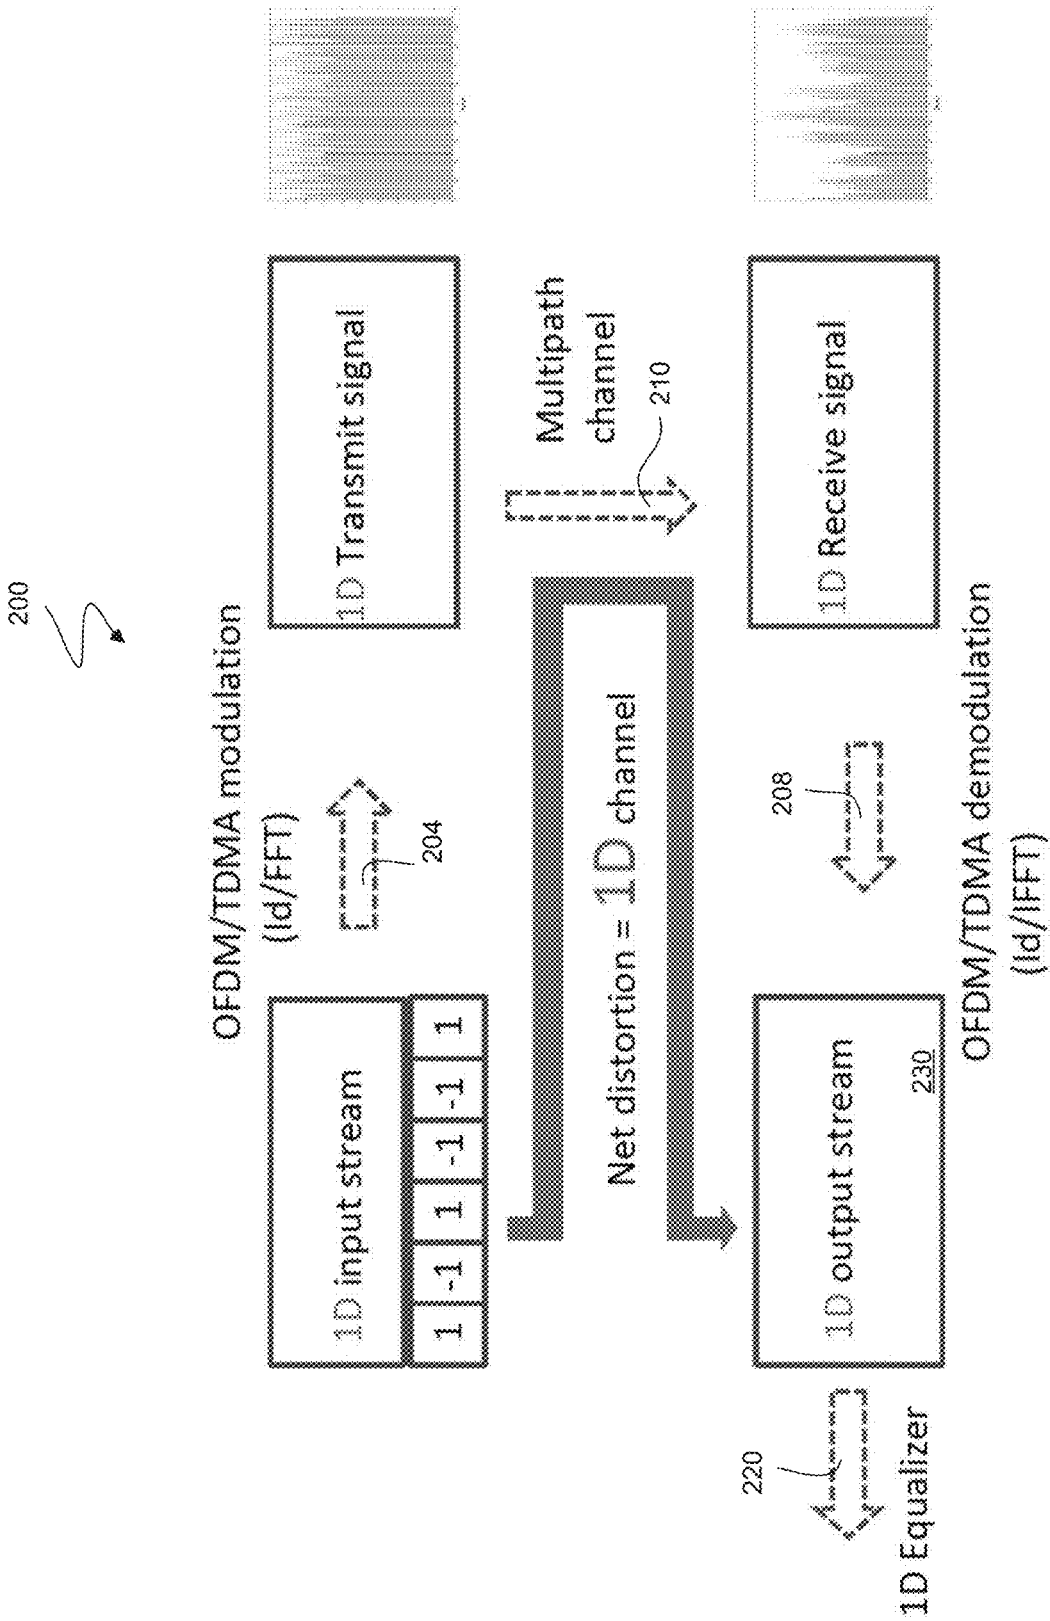 200
OFDM/TDMA modulation
(Id/FFT)
204
1D input stream
1 -1 1 -1 -1 1
1D Transmit signal
Multipath
channel
210
Net distortion = 1D channel
1D Receive signal
208
OFDM/TDMA demodulation
(Id/IFFT)
1D output stream
230
220
1D Equalizer